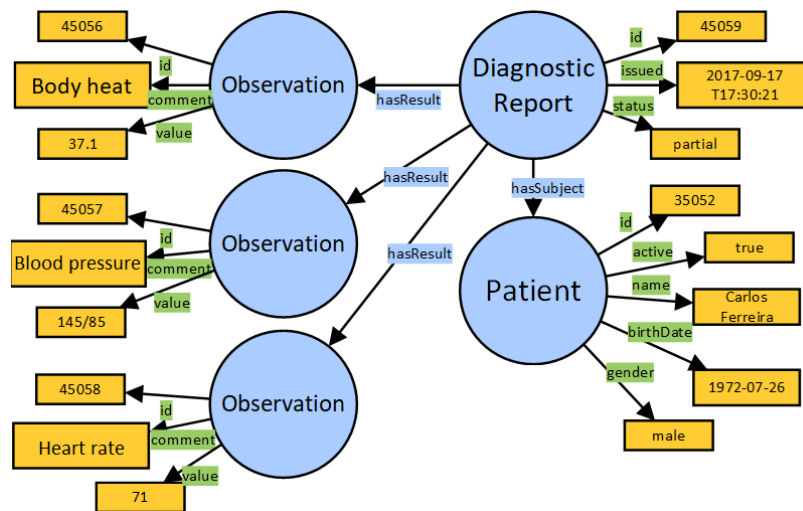 45056
id
Body heat
comment
value
37.1
Observation
hasResult
Diagnostic
Report
id
45059
issued
2017-09-17
T17:30:21
status
partial
hasResult
hasSubject
45057
id
Blood pressure
comment
value
145/85
Observation
hasResult
Patient
id
35052
active
true
name
Carlos
Ferreira
birthDate
1972-07-26
gender
male
45058
id
Heart rate
comment
value
71
Observation